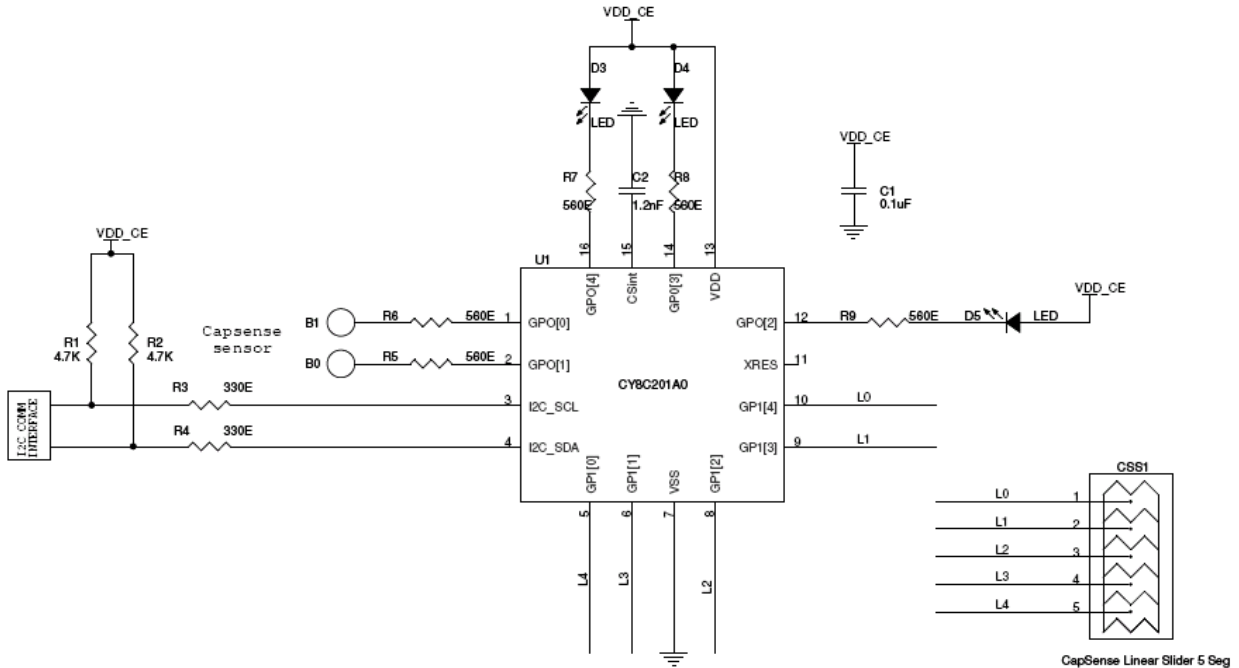 VDD_CE
D3
D4
LED
LED
R7
C2
R8
560E
1.2nF
560E
VDD_CE
C1
0.1uF
16
15
14
13
U1
GPO[4]
CSint
GP0[3]
VDD
VDD_CE
R1
4.7K
R2
4.7K
Capsense
sensor
B1
R6
560E
1
GPO[0]
B0
R5
560E
2
GPO[1]
R3
330E
3
I2C_SCL
R4
330E
4
I2C_SDA
I2C COMM
INTERFACE
CY8C201A0
GPO[2]
12
R9
560E
D5
LED
VDD_CE
XRES
11
GP1[4]
10
L0
GP1[3]
9
L1
GP1[0]
GP1[1]
VSS
GP1[2]
5
6
7
8
L4
L3
L2
CSS1
L0
1
L1
2
L2
3
L3
4
L4
5
CapSense Linear Slider 5 Seg